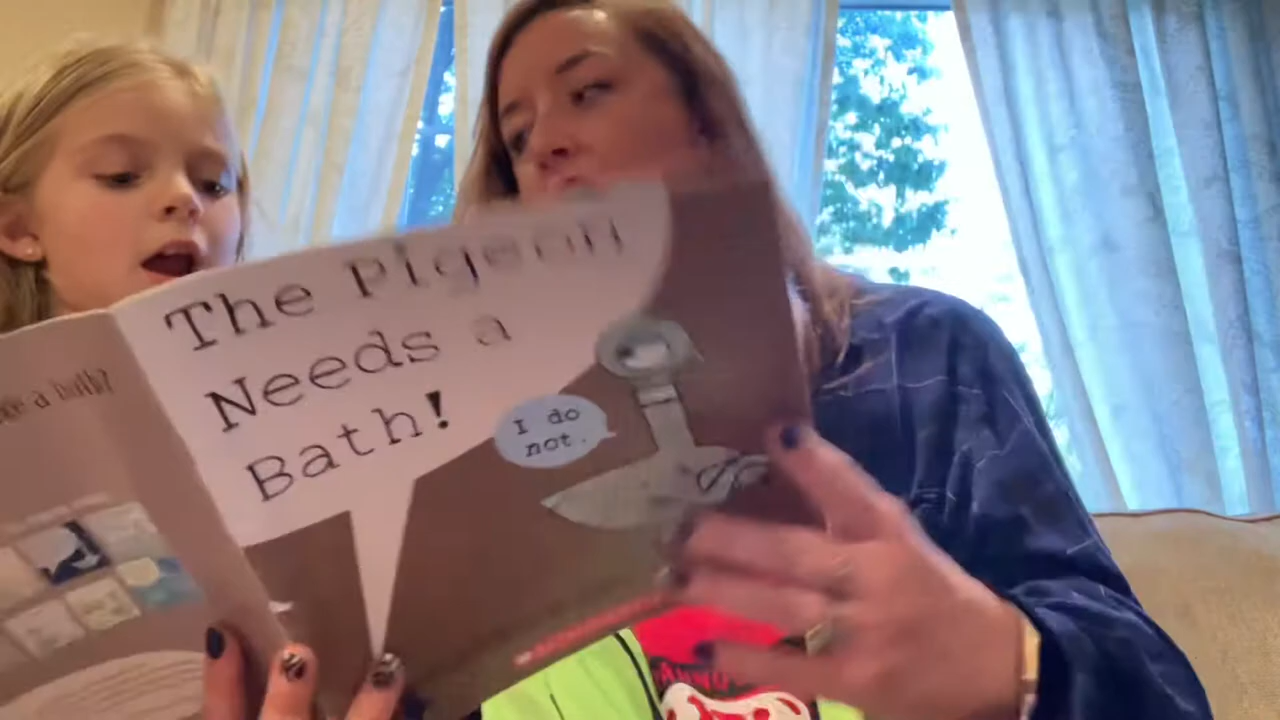 The Pigeon
Needs a
Bath!
I do
not.
a bath?